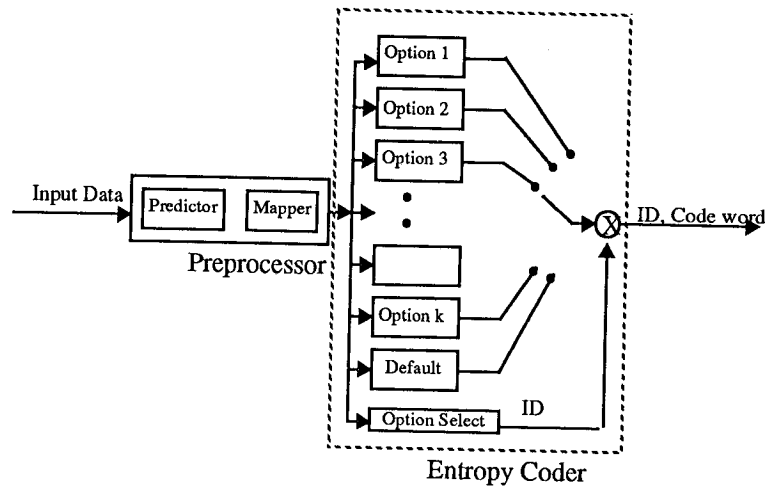 Option 1
Option 2
Option 3
Input Data
Predictor
Mapper
Preprocessor
X
ID, Code word
Option k
Default
Option Select
ID
Entropy Coder